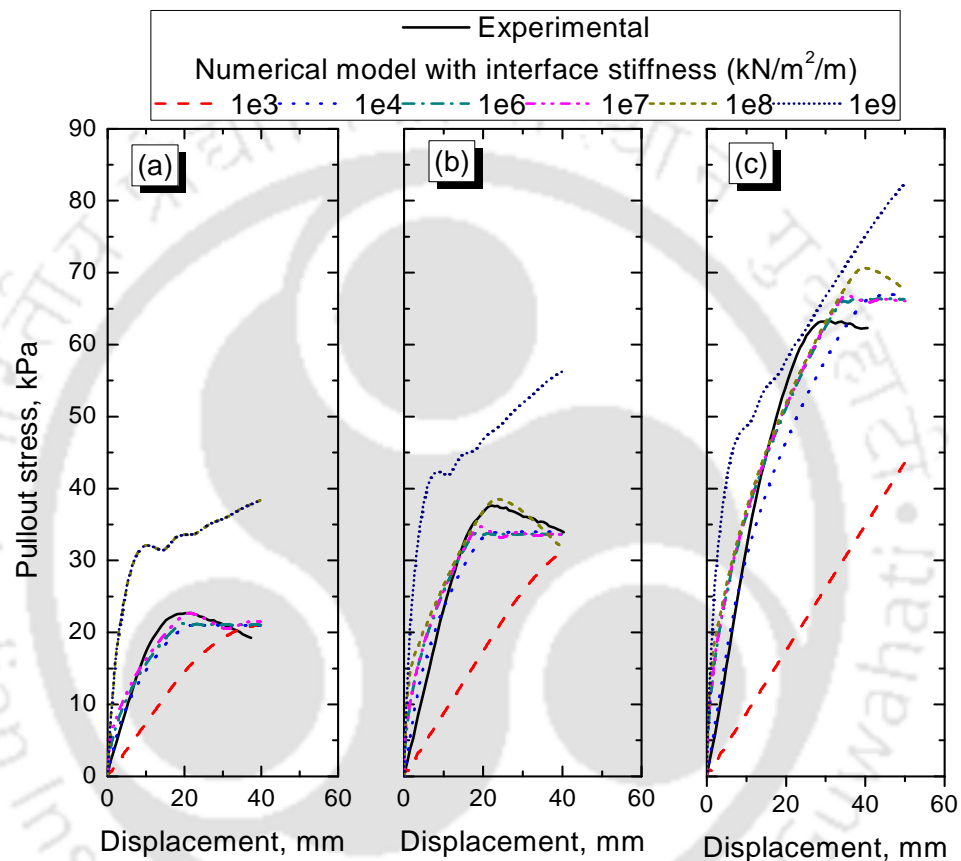 Experimental
Numerical model with interface stiffness (kN/m²/m)
1e3 1e4 1e6 1e7 1e8 1e9
90
80
70
60
50
40
30
20
10
0
Pullout stress, kPa
(a) (b) (c)
0 20 40 60 0 20 40 60 0 20 40 60
Displacement, mm Displacement, mm Displacement, mm